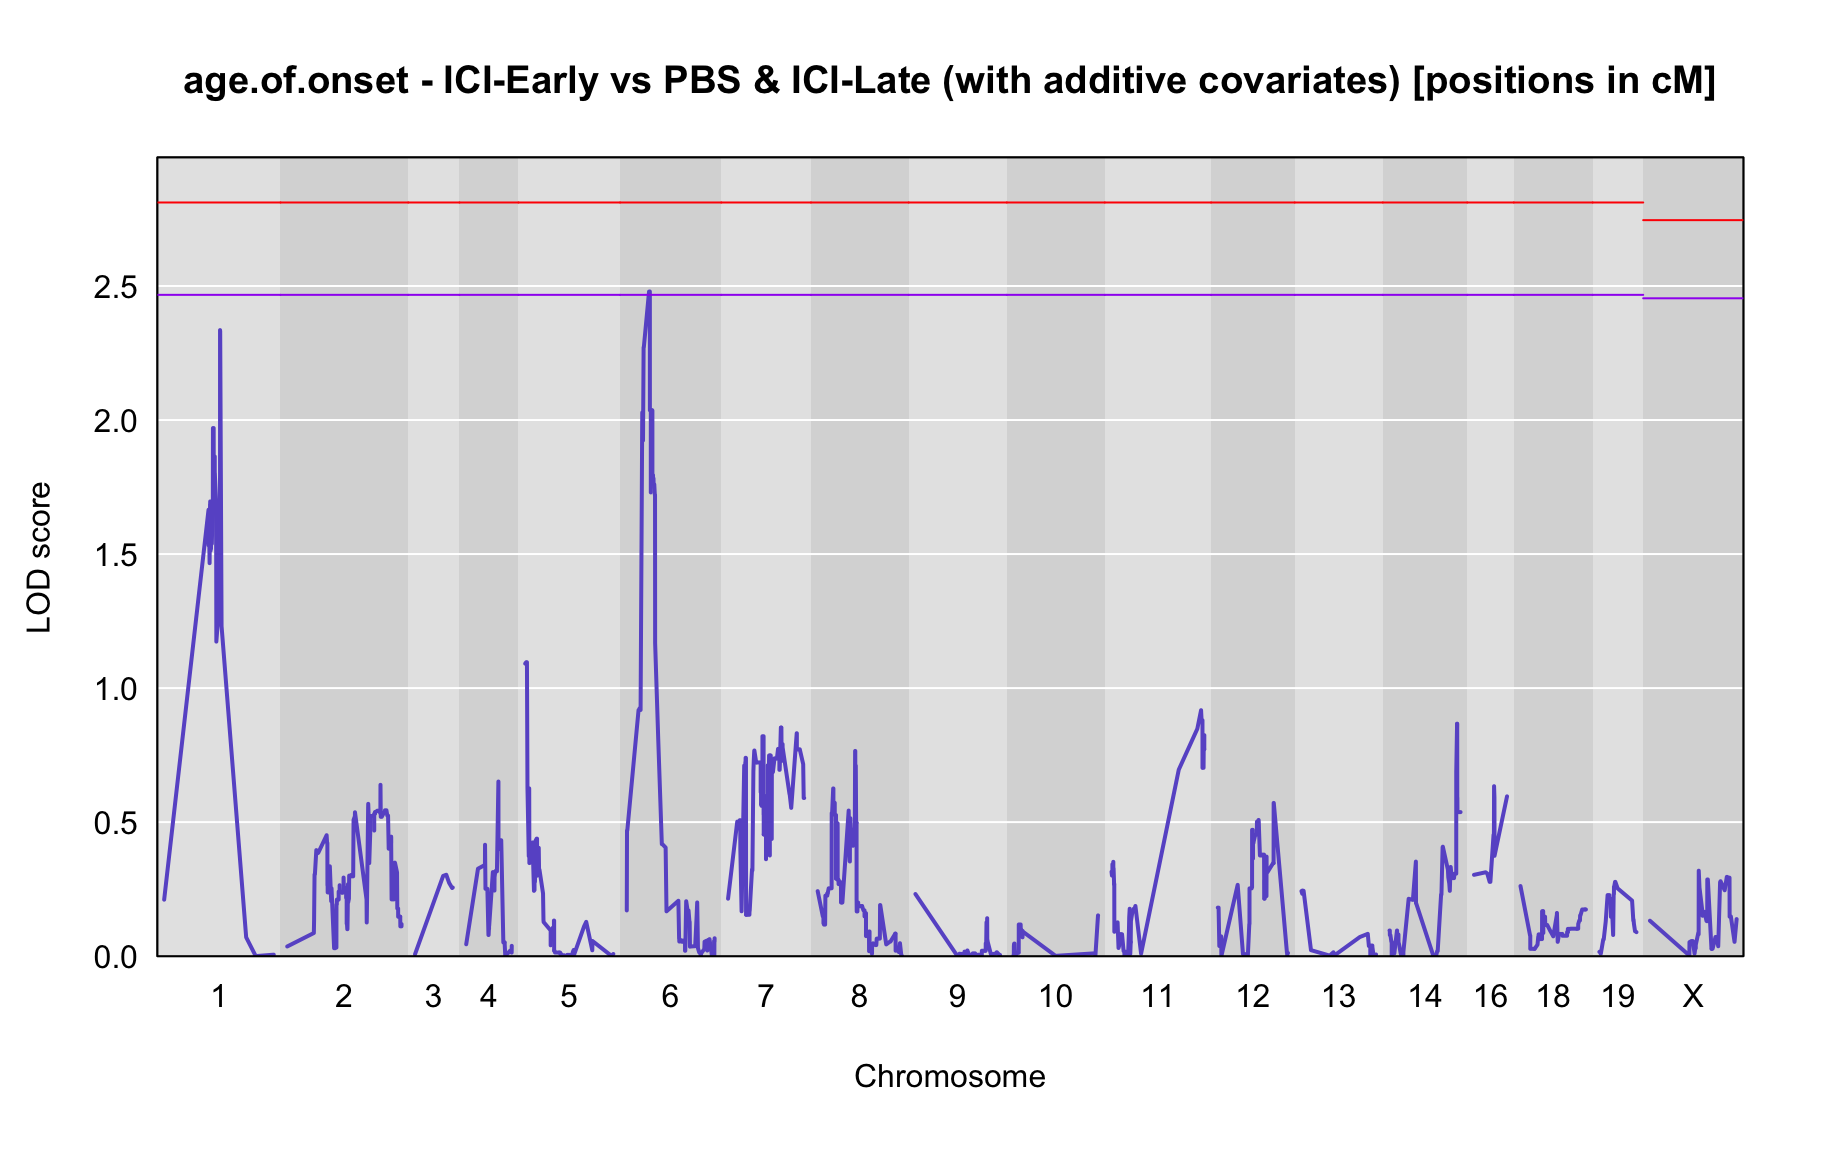 age.of.onset - ICI-Early vs PBS & ICI-Late (with additive covariates) [positions in cM]
LOD score
2.5
2.0
1.5
1.0
0.5
0.0
1 2 3 4 5 6 7 8 9 10 11 12 13 14 16 18 19 X
Chromosome